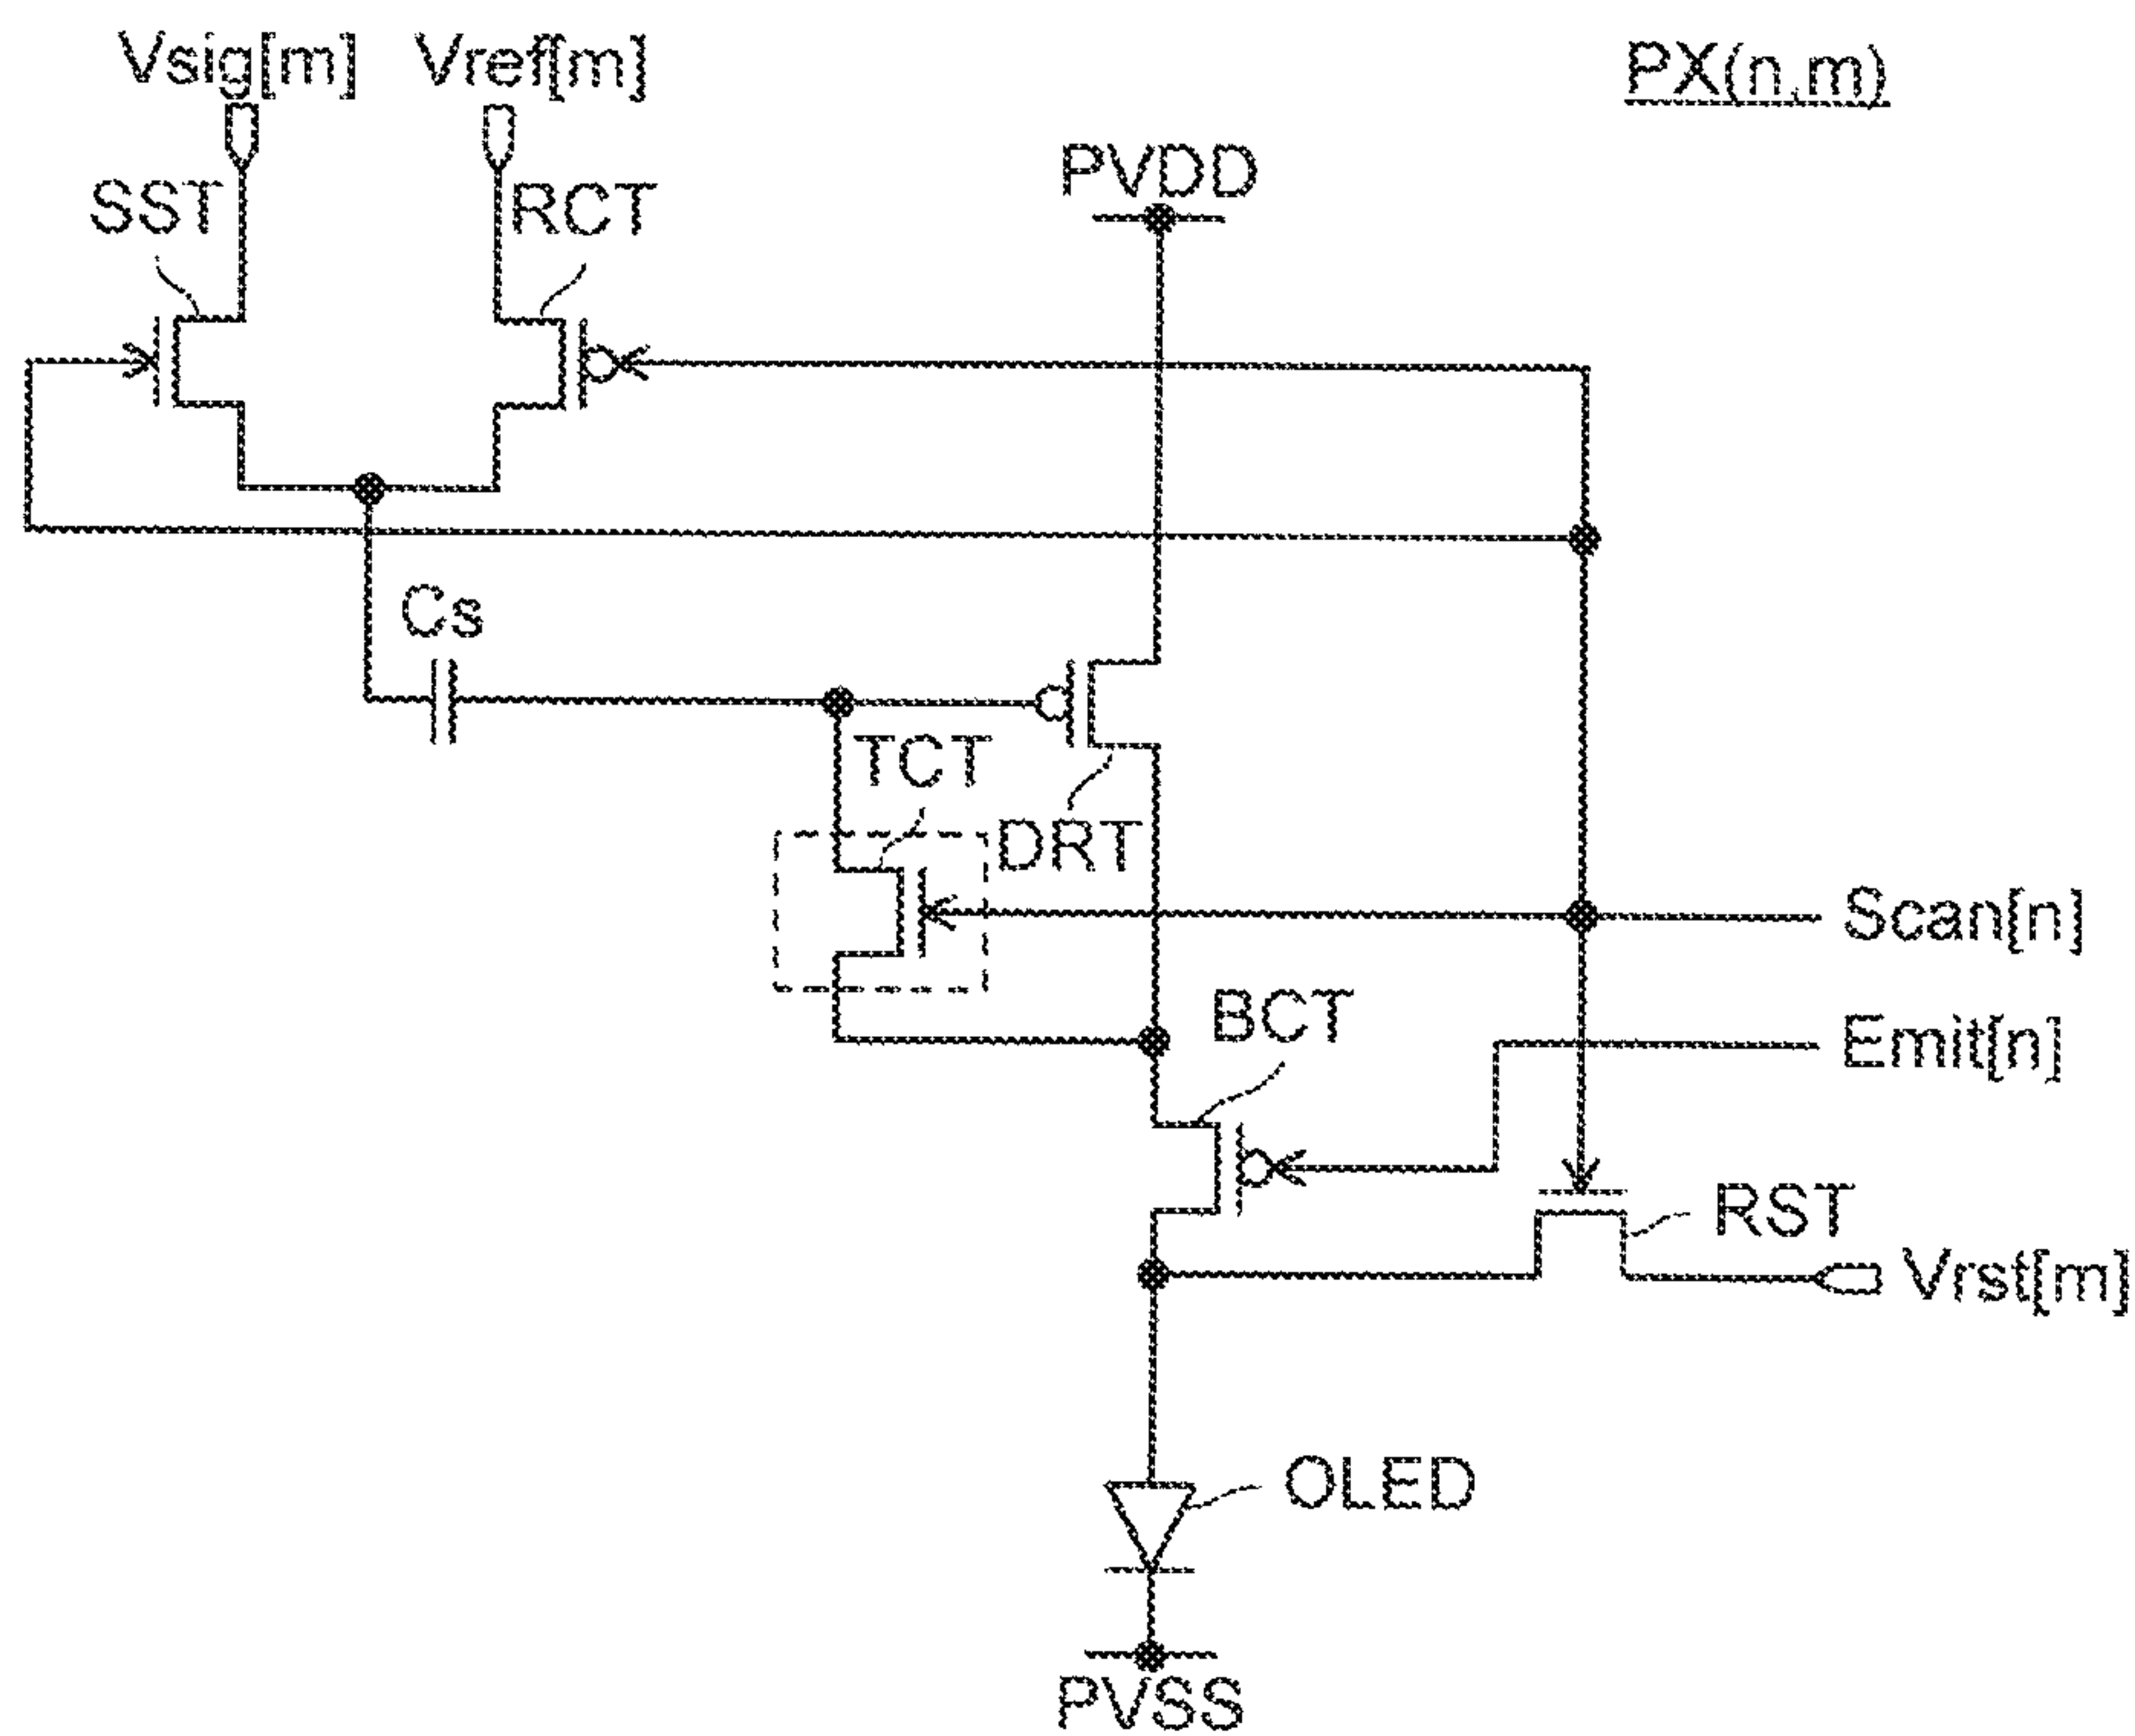 Vsig[m]
Vref[m]
PX(n,m)
PVDD
SST
RCT
Cs
TCT
DRT
Scan[n]
BCT
Emit[n]
RST
Vrst[m]
OLED
PVSS